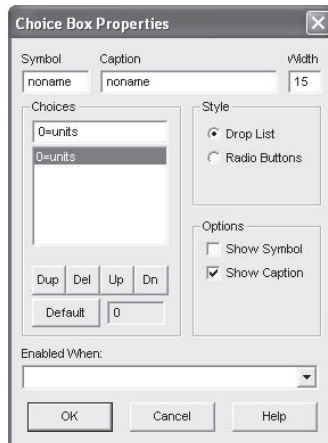 Choice Box Properties
Symbol Caption Width
noname noname 15
Choices
0=units
0=units
Dup Del Up Dn
Default 0
Style
Drop List
Radio Buttons
Options
Show Symbol
Show Caption
Enabled When:
OK Cancel Help